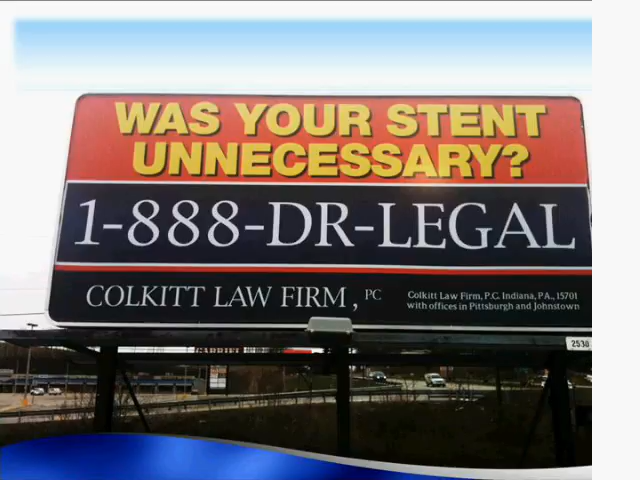 WAS YOUR STENT
UNNECESSARY?
1-888-DR-LEGAL
COLKITT LAW FIRM, PC
Colkitt Law Firm, P.C. Indiana, PA., 15701
with offices in Pittsburgh and Johnstown
2530